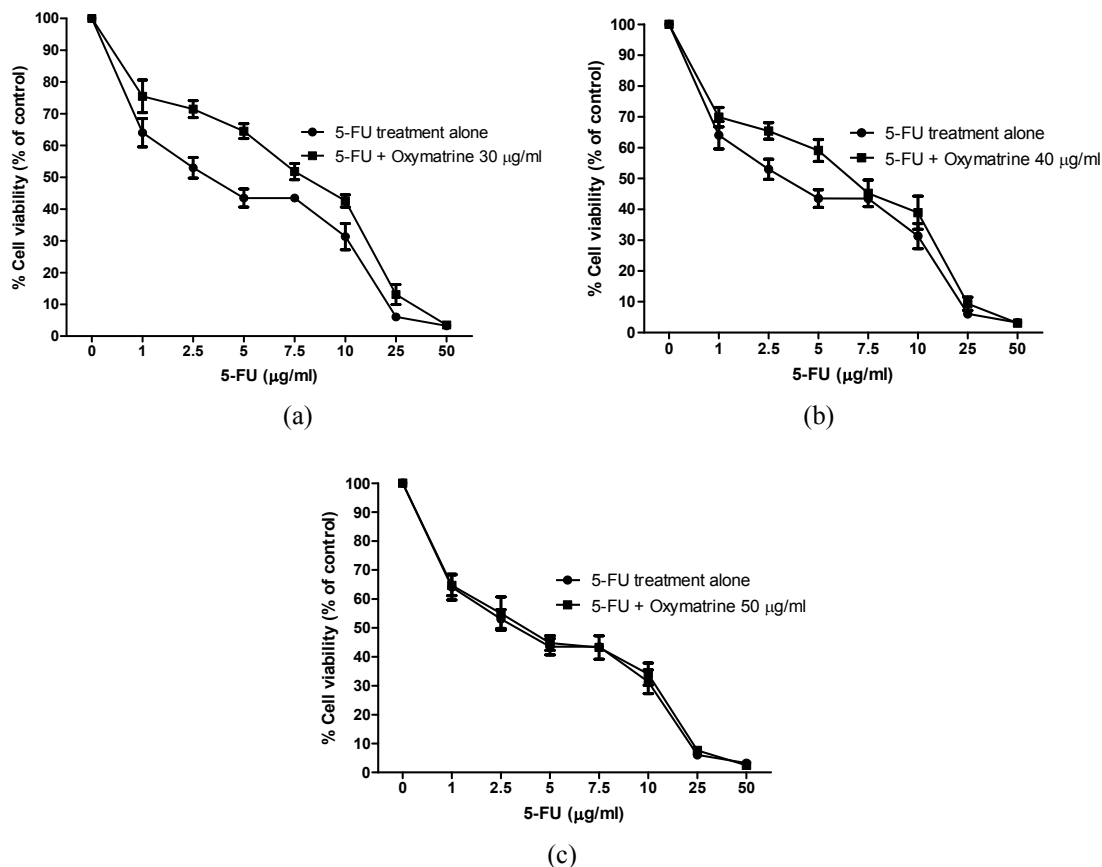 % Cell viability (% of control)
100
90
80
70
60
50
40
30
20
10
0
5-FU treatment alone
5-FU + Oxymatrine 30 μg/ml
0 1 2.5 5 7.5 10 25 50
5-FU (μg/ml)
(a)
% Cell viability (% of control)
100
90
80
70
60
50
40
30
20
10
0
5-FU treatment alone
5-FU + Oxymatrine 40 μg/ml
0 1 2.5 5 7.5 10 25 50
5-FU (μg/ml)
(b)
% Cell viability (% of control)
100
90
80
70
60
50
40
30
20
10
0
5-FU treatment alone
5-FU + Oxymatrine 50 μg/ml
0 1 2.5 5 7.5 10 25 50
5-FU (μg/ml)
(c)